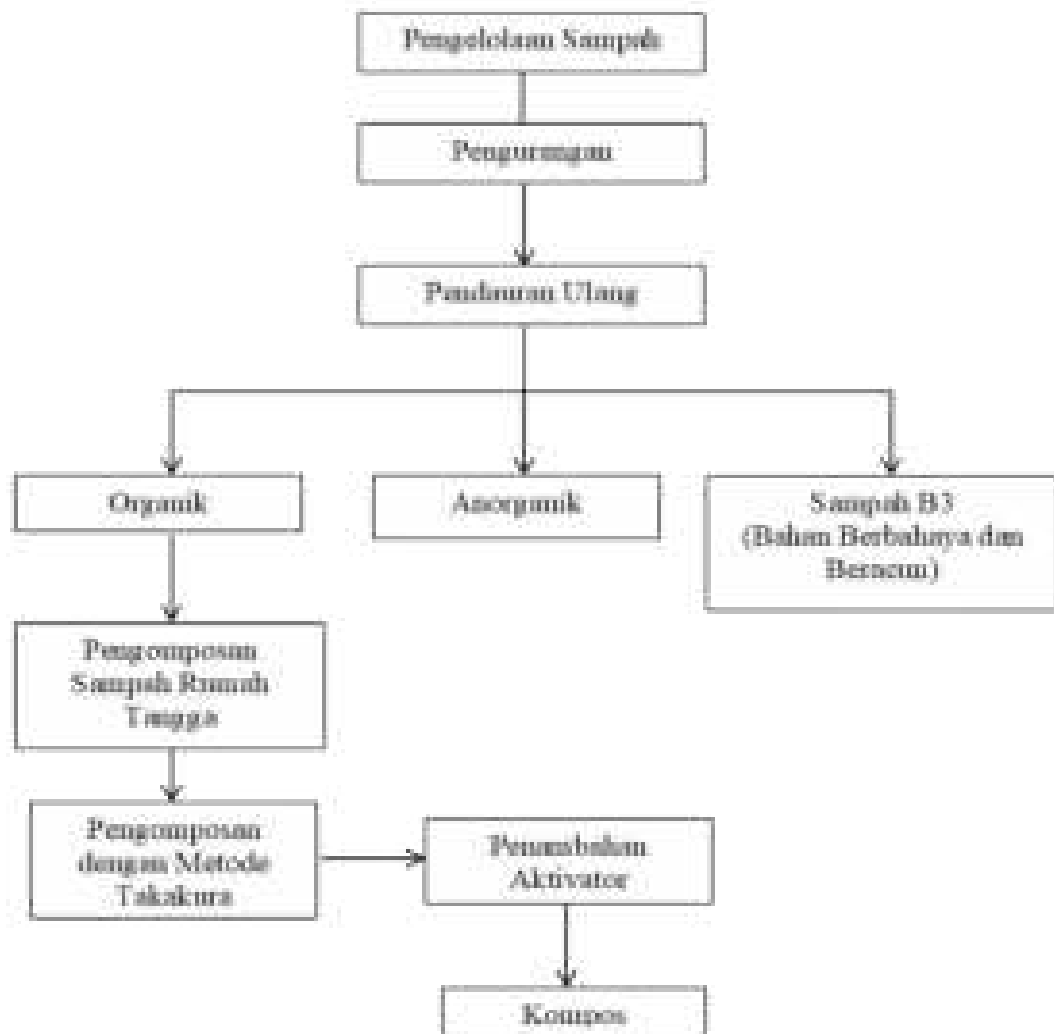 Pengelolaan Sampah
Pengurangan
Pendauran Ulang
Organik
Anorganik
Sampah B3
(Bahan Berbahaya dan
Beracun)
Pengomposan
Sampah Rumah
Tangga
Pengomposan
dengan Metode
Takakura
Penambahan
Aktivator
Kompos